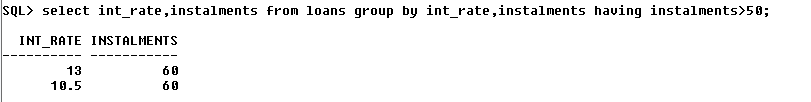 SQL> select int_rate,instalments from loans group by int_rate,instalments having instalments>50;
INT_RATE INSTALMENTS
---------- -----------
13 60
10.5 60